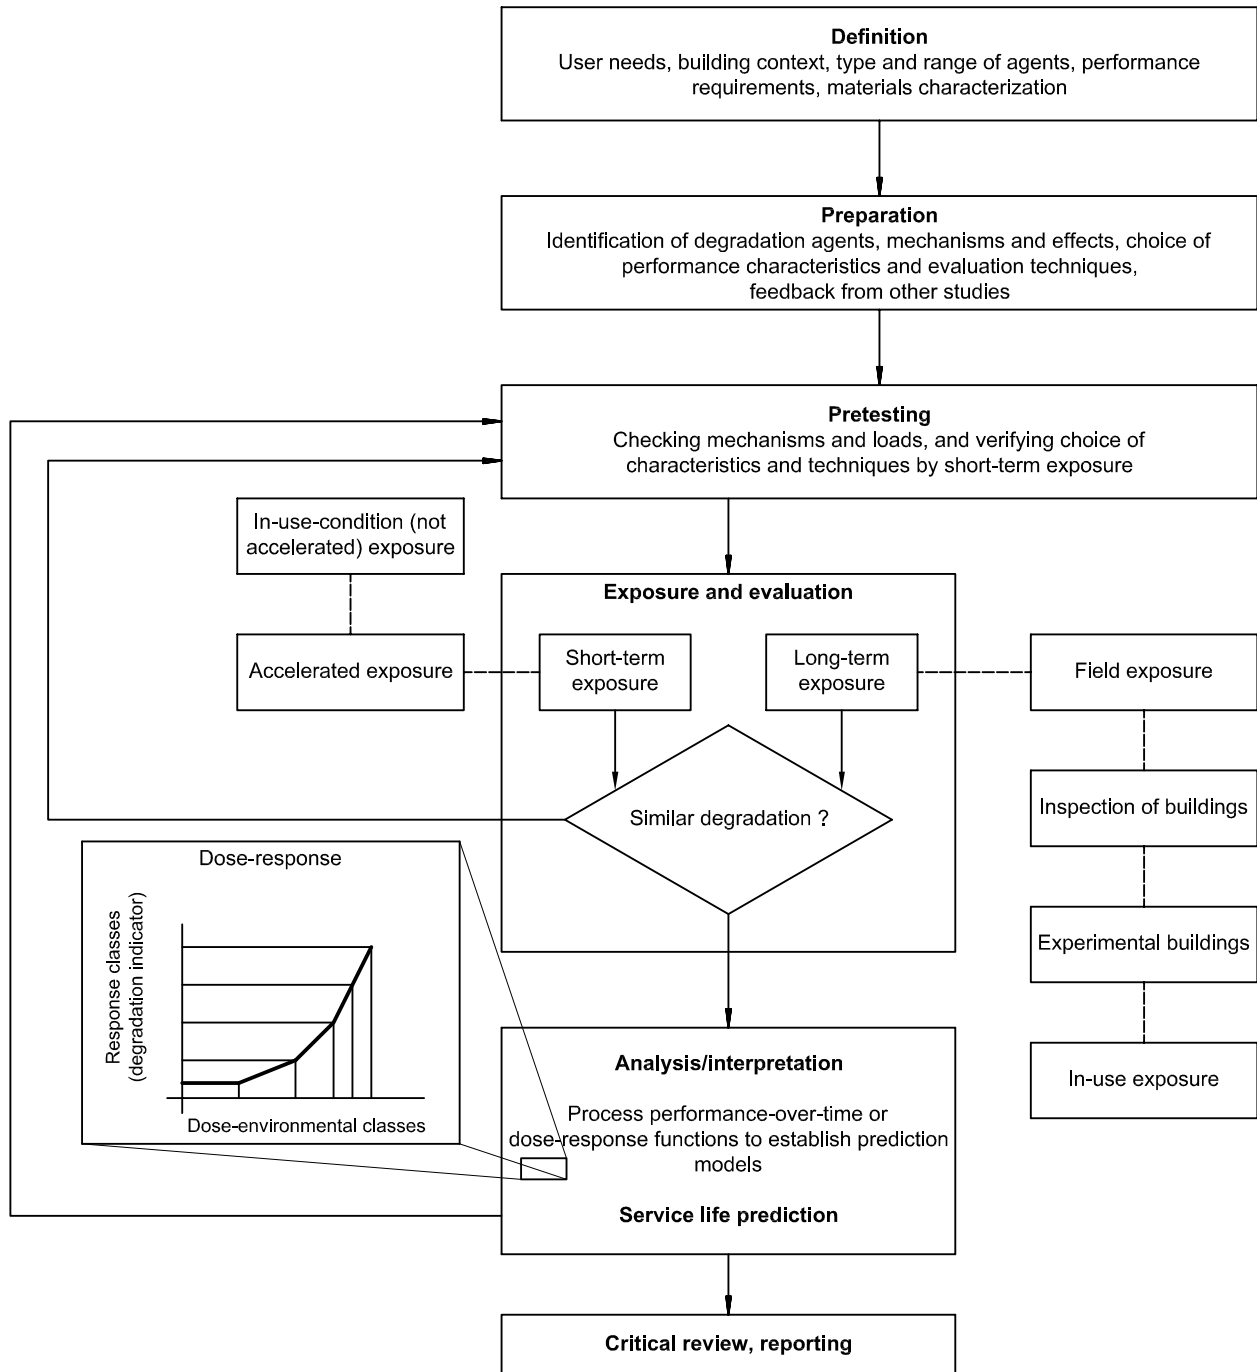 Definition
User needs, building context, type and range of agents, performance
requirements, materials characterization
Preparation
Identification of degradation agents, mechanisms and effects, choice of
performance characteristics and evaluation techniques,
feedback from other studies
Pretesting
Checking mechanisms and loads, and verifying choice of
characteristics and techniques by short-term exposure
In-use-condition (not
accelerated) exposure
Accelerated exposure
Exposure and evaluation
Short-term
exposure
Long-term
exposure
Similar degradation ?
Field exposure
Inspection of buildings
Experimental buildings
In-use exposure
Dose-response
Response classes
(degradation indicator)
Dose-environmental classes
Analysis/interpretation
Process performance-over-time or
dose-response functions to establish prediction
models
Service life prediction
Critical review, reporting